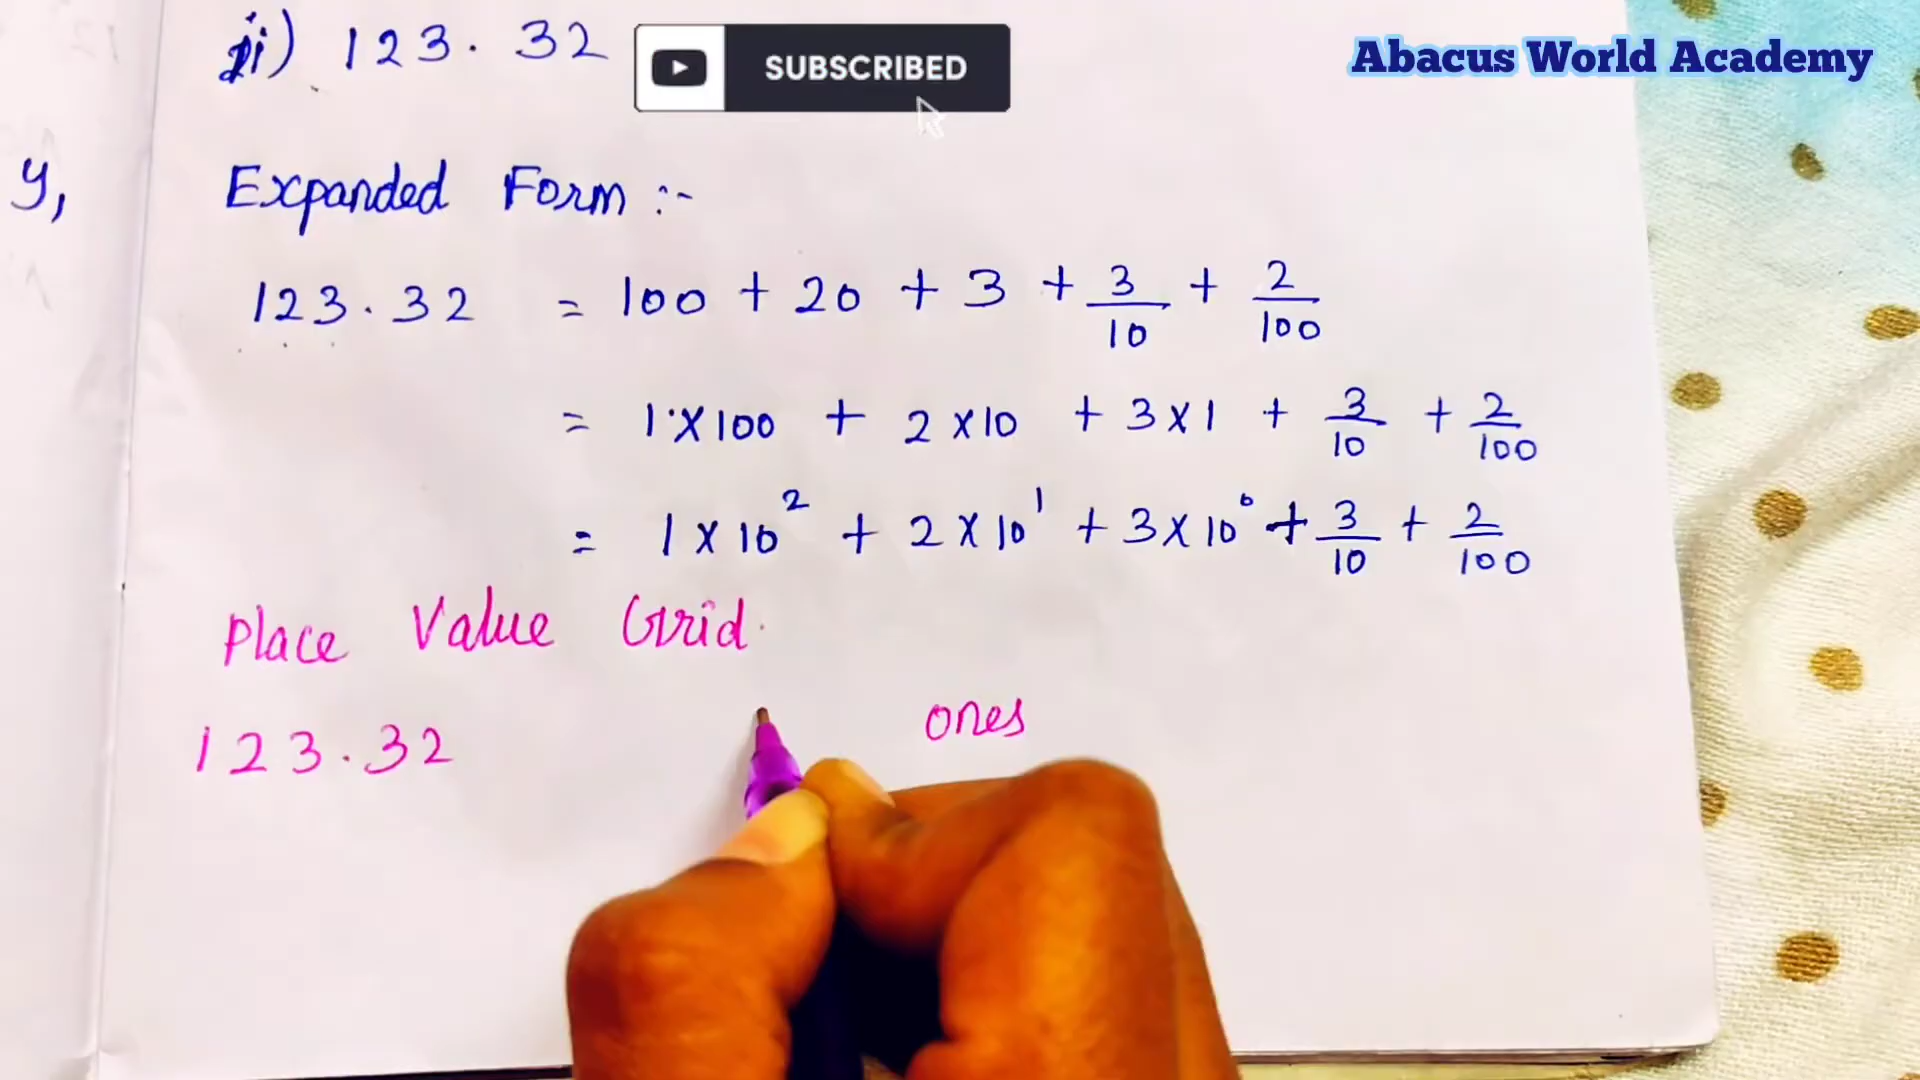 ii) 123.32
SUBSCRIBED
Abacus World Academy
y,
Expanded Form :-
123.32 = 100 + 20 + 3 + 3/10 + 2/100
= 1×100 + 2×10 + 3×1 + 3/10 + 2/100
= 1×10² + 2×10¹ + 3×10⁰ + 3/10 + 2/100
Place Value Grid.
ones
123.32